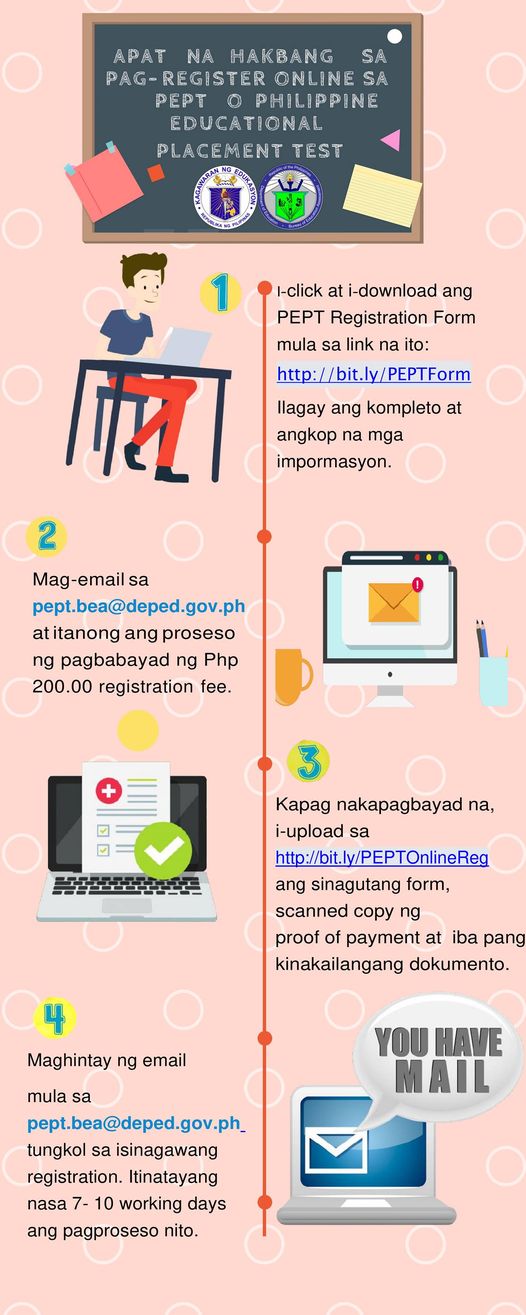 APAT NA HAKBANG SA
PAG-REGISTER ONLINE SA
PEPT O PHILIPPINE
EDUCATIONAL
PLACEMENT TEST
KAGAWARAN NG EDUKASYON
REPUBLIKA NG PILIPINAS
Republic of the Philippines
1
I-click at i-download ang
PEPT Registration Form
mula sa link na ito:
http://bit.ly/PEPTForm
Ilagay ang kompleto at
angkop na mga
impormasyon.
2
Mag-email sa
pept.bea@deped.gov.ph
at itanong ang proseso
ng pagbabayad ng Php
200.00 registration fee.
3
Kapag nakapagbayad na,
i-upload sa
http://bit.ly/PEPTOnlineReg
ang sinagutang form,
scanned copy ng
proof of payment at iba pang
kinakailangang dokumento.
4
Maghintay ng email
mula sa
pept.bea@deped.gov.ph
tungkol sa isinagawang
registration. Itinatayang
nasa 7- 10 working days
ang pagproseso nito.
YOU HAVE
MAIL